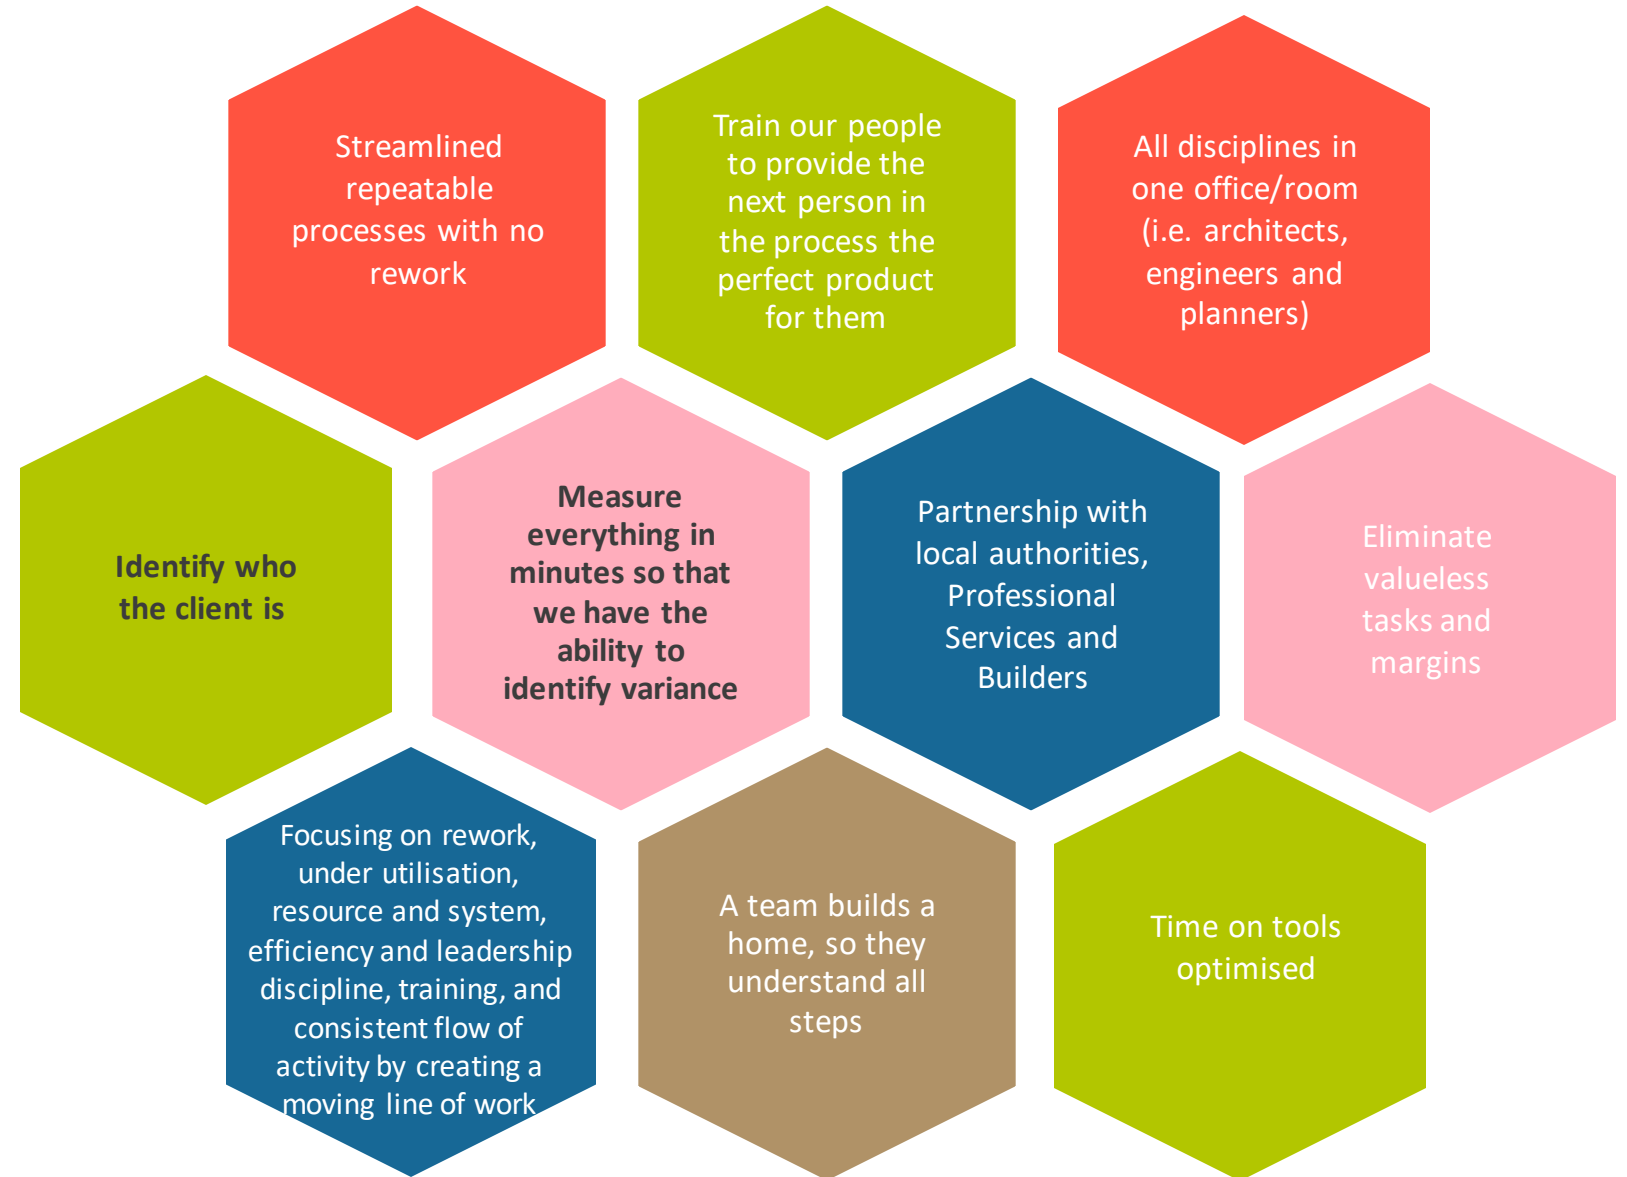 Streamlined
repeatable
processes with no
rework
Train our people
to provide the
next person in
the process the
perfect product
for them
All disciplines in
one office/room
(i.e. architects,
engineers and
planners)
Identify who
the client is
Measure
everything in
minutes so that
we have the
ability to
identify variance
Partnership with
local authorities,
Professional
Services and
Builders
Eliminate
valueless
tasks and
margins
Focusing on rework,
under utilisation,
resource and system,
efficiency and leadership
discipline, training, and
consistent flow of
activity by creating a
moving line of work
A team builds a
home, so they
understand all
steps
Time on tools
optimised